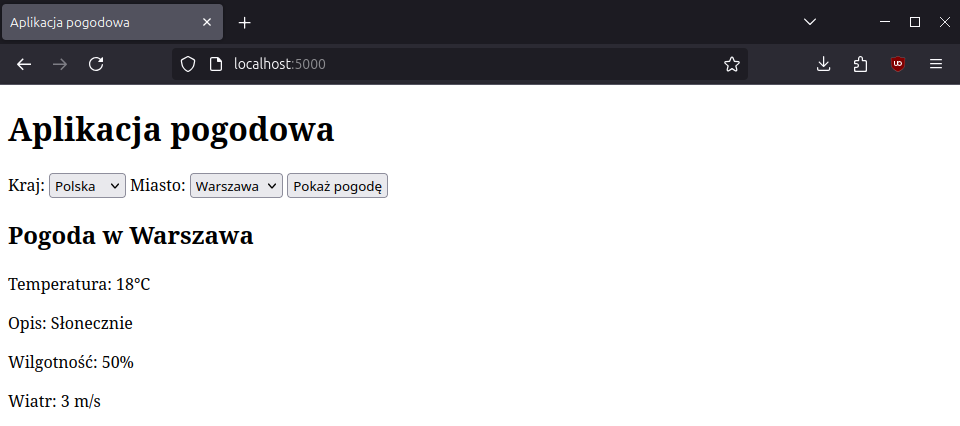 Aplikacja pogodowa
localhost:5000
Aplikacja pogodowa
Kraj: Polska Miasto: Warszawa Pokaż pogodę
Pogoda w Warszawa
Temperatura: 18°C
Opis: Słonecznie
Wilgotność: 50%
Wiatr: 3 m/s